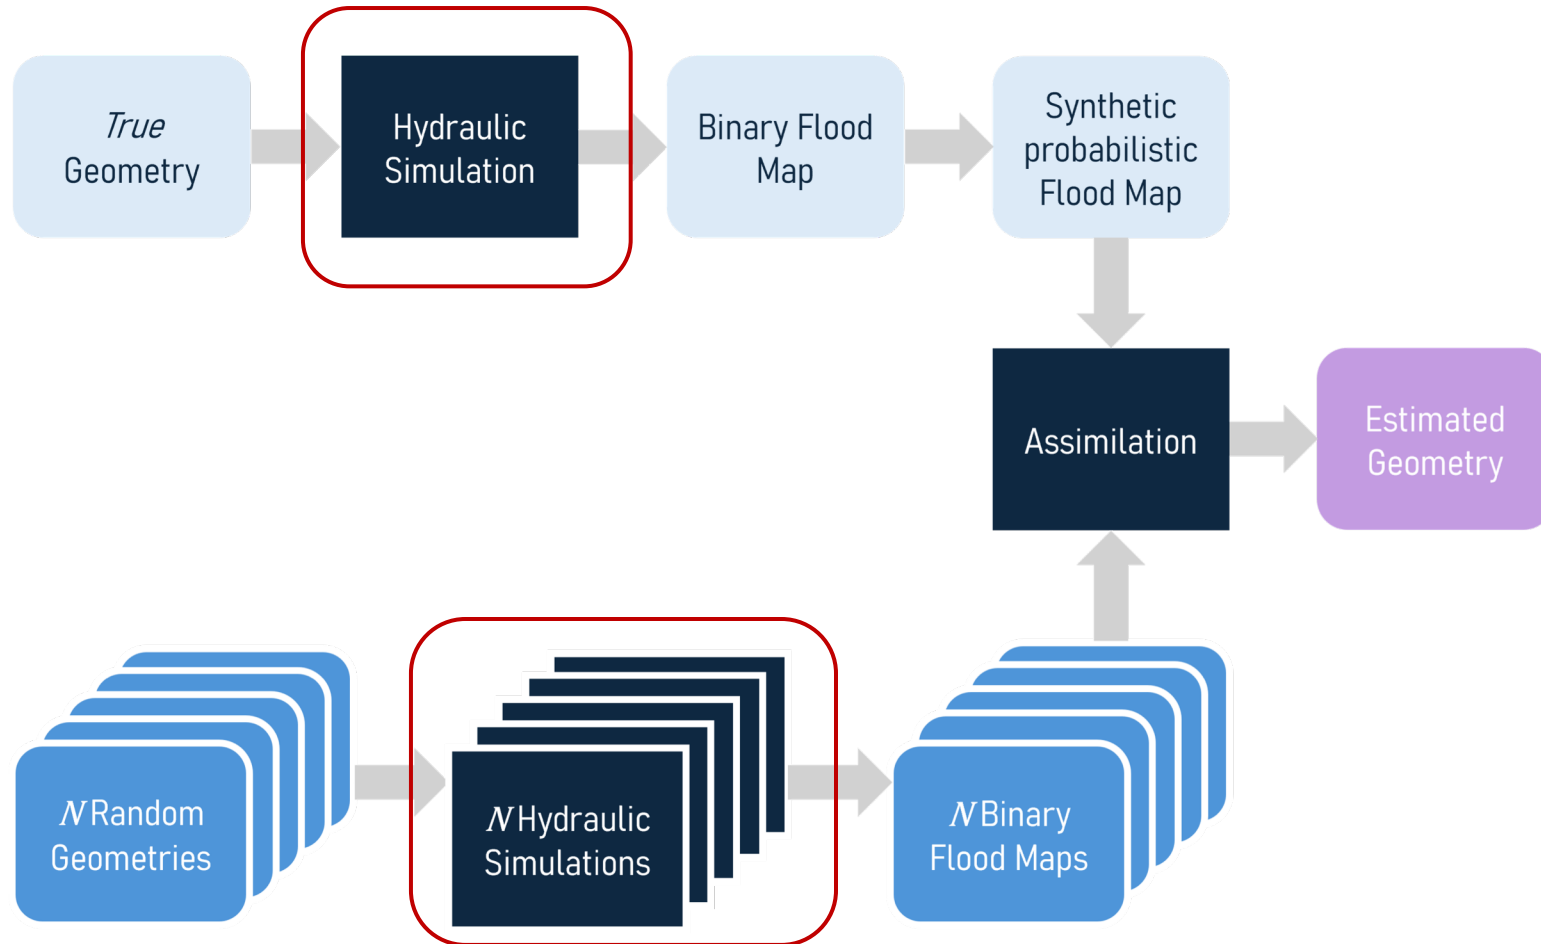 True
Geometry
Hydraulic
Simulation
Binary Flood
Map
Synthetic
probabilistic
Flood Map
Assimilation
Estimated
Geometry
N Random
Geometries
N Hydraulic
Simulations
N Binary
Flood Maps